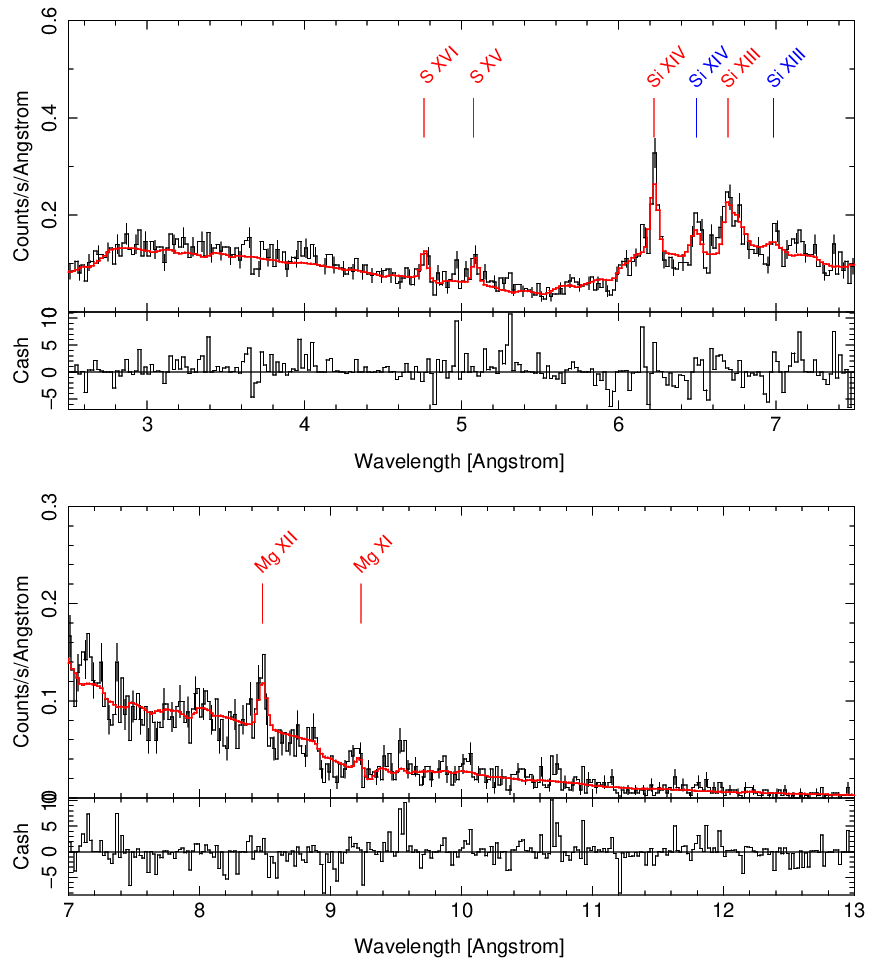 0.6
0.4
0.2
0
Counts/s/Angstrom
S XVI
S XV
Si XIV
Si XIV
Si XIII
Si XIII
10
5
0
−5
Cash
3 4 5 6 7
Wavelength [Angstrom]
0.3
0.2
0.1
0
Counts/s/Angstrom
Mg XII
Mg XI
10
5
0
−5
Cash
7 8 9 10 11 12 13
Wavelength [Angstrom]